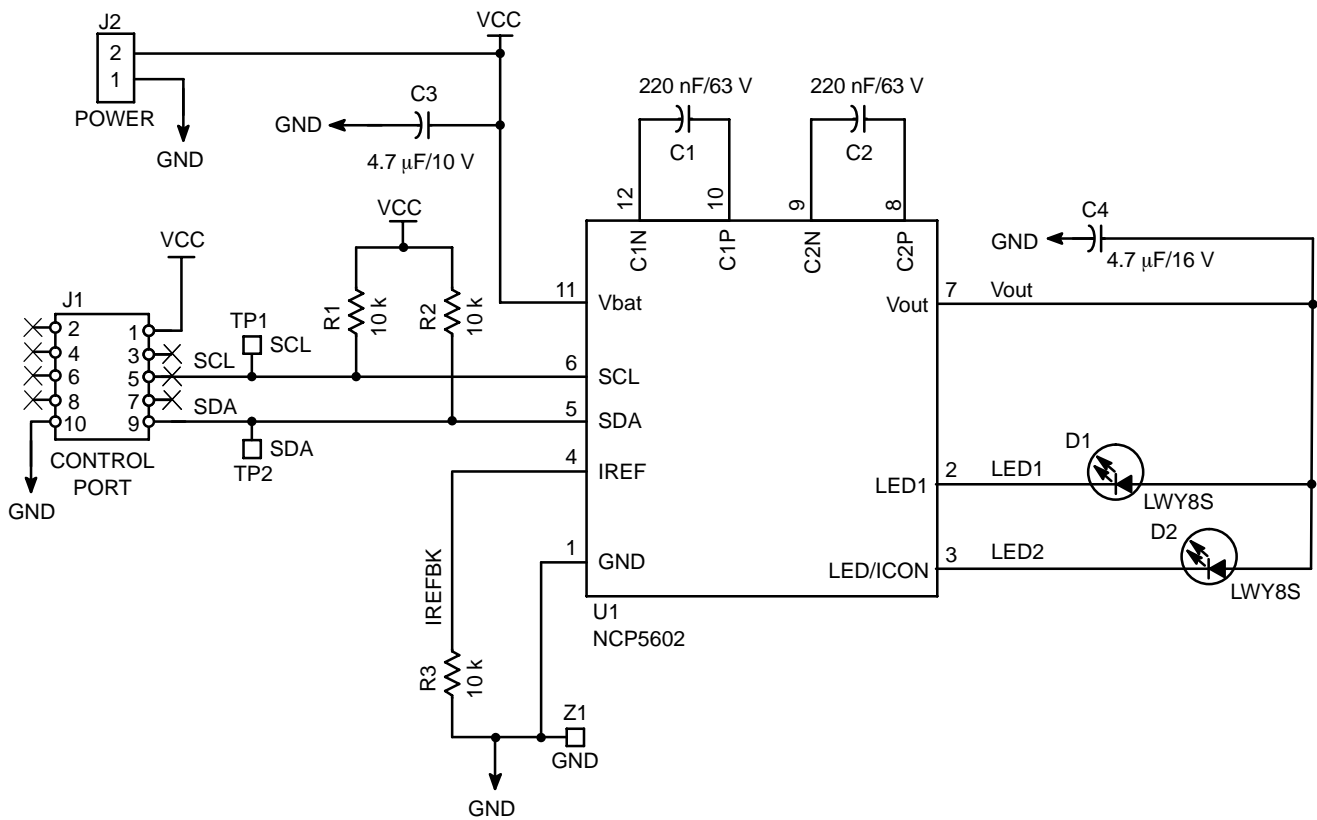 J2
2
1
POWER
GND
VCC
C3
GND
4.7 μF/10 V
220 nF/63 V
C1
220 nF/63 V
C2
12
10
9
8
C1N
C1P
C2N
C2P
C4
GND
4.7 μF/16 V
VCC
VCC
R1
10 k
R2
10 k
11
Vbat
Vout
7
Vout
J1
2
4
6
8
10
1
3
5
7
9
CONTROL
PORT
GND
TP1
SCL
SCL
6
SCL
SDA
SDA
TP2
5
SDA
4
IREF
IREFBK
1
GND
LED1
2
LED1
D1
LWY8S
LED/ICON
3
LED2
D2
LWY8S
U1
NCP5602
R3
10 k
Z1
GND
GND